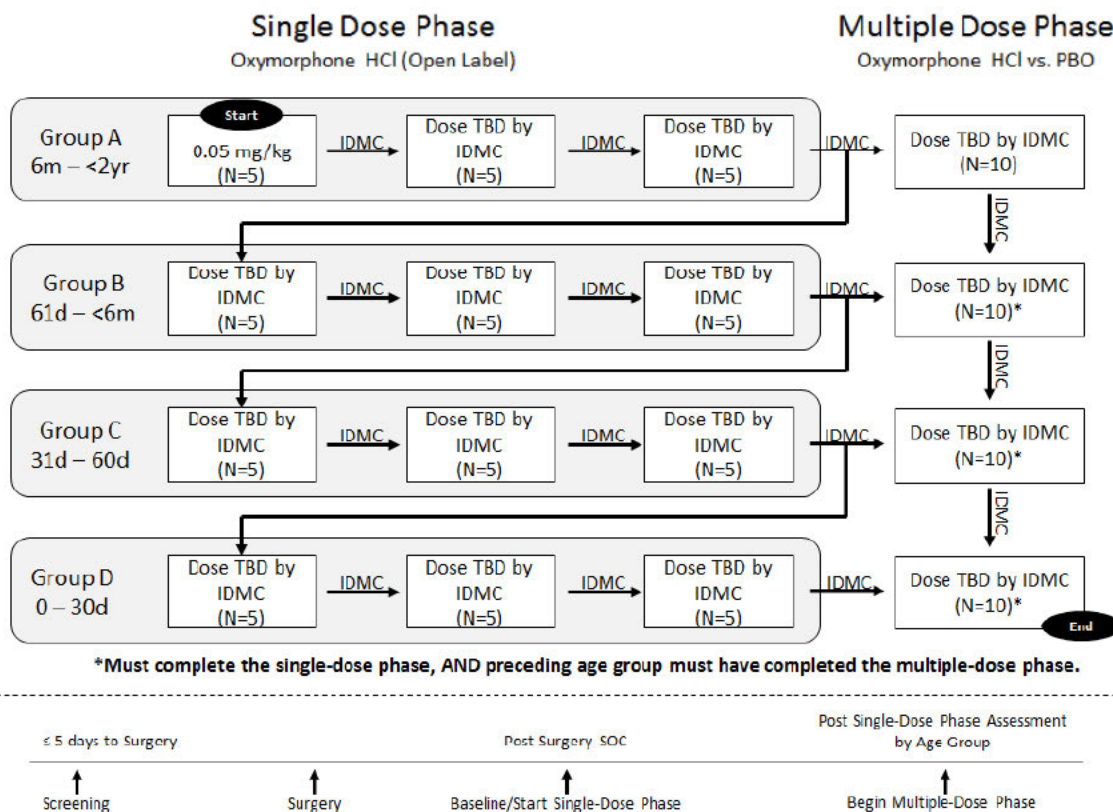 Single Dose Phase
Oxymorphone HCl (Open Label)
Multiple Dose Phase
Oxymorphone HCl vs. PBO
Group A
6m – <2yr
Start
0.05 mg/kg
(N=5)
IDMC
Dose TBD by
IDMC
(N=5)
IDMC
Dose TBD by
IDMC
(N=5)
IDMC
Dose TBD by IDMC
(N=10)
IDMC
Group B
61d – <6m
Dose TBD by
IDMC
(N=5)
IDMC
Dose TBD by
IDMC
(N=5)
IDMC
Dose TBD by
IDMC
(N=5)
IDMC
Dose TBD by IDMC
(N=10)*
IDMC
Group C
31d – 60d
Dose TBD by
IDMC
(N=5)
IDMC
Dose TBD by
IDMC
(N=5)
IDMC
Dose TBD by
IDMC
(N=5)
IDMC
Dose TBD by IDMC
(N=10)*
IDMC
Group D
0 – 30d
Dose TBD by
IDMC
(N=5)
IDMC
Dose TBD by
IDMC
(N=5)
IDMC
Dose TBD by
IDMC
(N=5)
IDMC
Dose TBD by IDMC
(N=10)*
End
*Must complete the single-dose phase, AND preceding age group must have completed the multiple-dose phase.
≤ 5 days to Surgery
Post Surgery SOC
Post Single-Dose Phase Assessment
by Age Group
Screening
Surgery
Baseline/Start Single-Dose Phase
Begin Multiple-Dose Phase